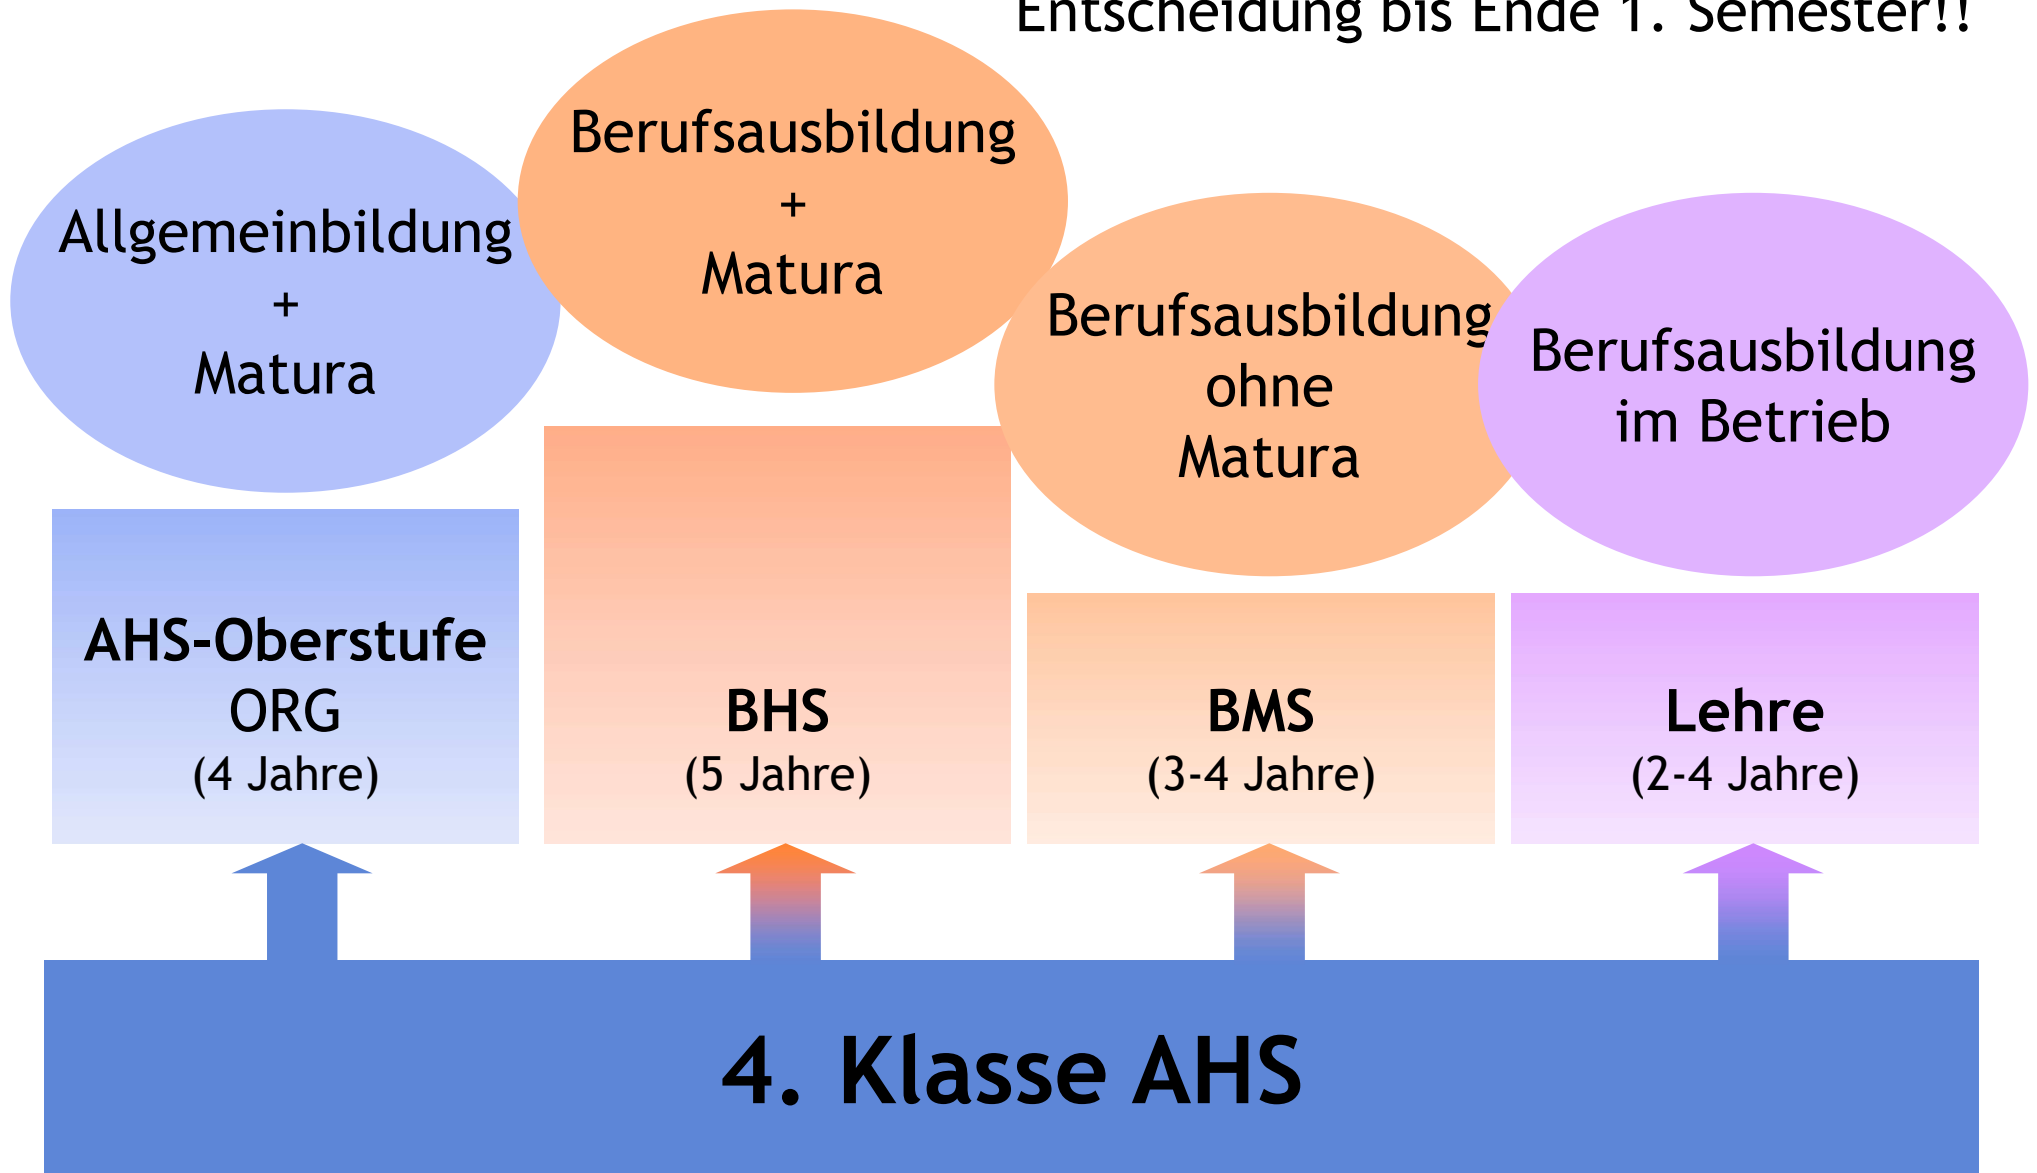 Entscheidung bis Ende 1. Semester!!
Allgemeinbildung
+
Matura
Berufsausbildung
+
Matura
Berufsausbildung
ohne
Matura
Berufsausbildung
im Betrieb
AHS-Oberstufe
ORG
(4 Jahre)
BHS
(5 Jahre)
BMS
(3-4 Jahre)
Lehre
(2-4 Jahre)
4. Klasse AHS